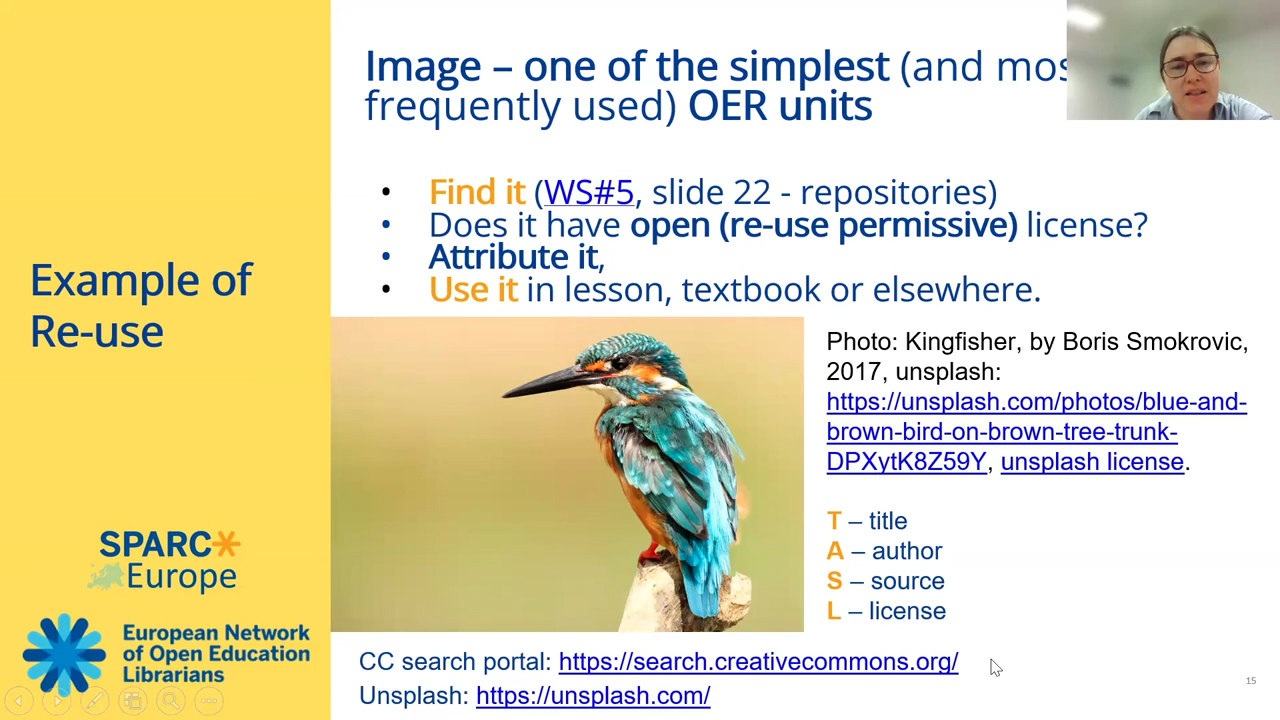 Image – one of the simplest (and mos
frequently used) OER units
• Find it (WS#5, slide 22 - repositories)
• Does it have open (re-use permissive) license?
• Attribute it,
• Use it in lesson, textbook or elsewhere.
Example of
Re-use
Photo: Kingfisher, by Boris Smokrovic,
2017, unsplash:
https://unsplash.com/photos/blue-and-
brown-bird-on-brown-tree-trunk-
DPXytK8Z59Y, unsplash license.
T – title
A – author
S – source
L – license
SPARC
Europe
European Network
of Open Education
Librarians
CC search portal: https://search.creativecommons.org/
Unsplash: https://unsplash.com/
15